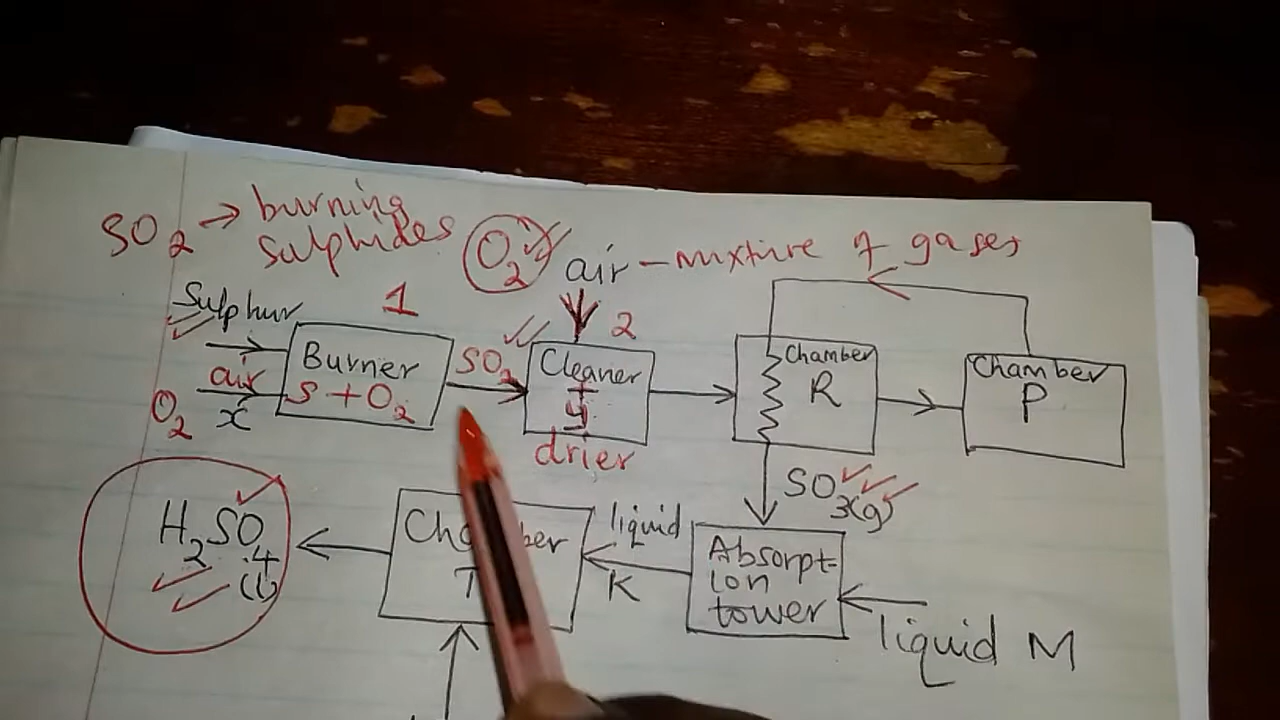 SO2 → burning
sulphides
O2
air – mixture of gases
Sulphur
1
2
air
O2
x
Burner
S + O2
SO2
Cleaner
+
y
drier
Chamber
R
Chamber
P
SO3(g)
H2SO4(l)
liquid
K
Absorpt-
ion
tower
liquid M